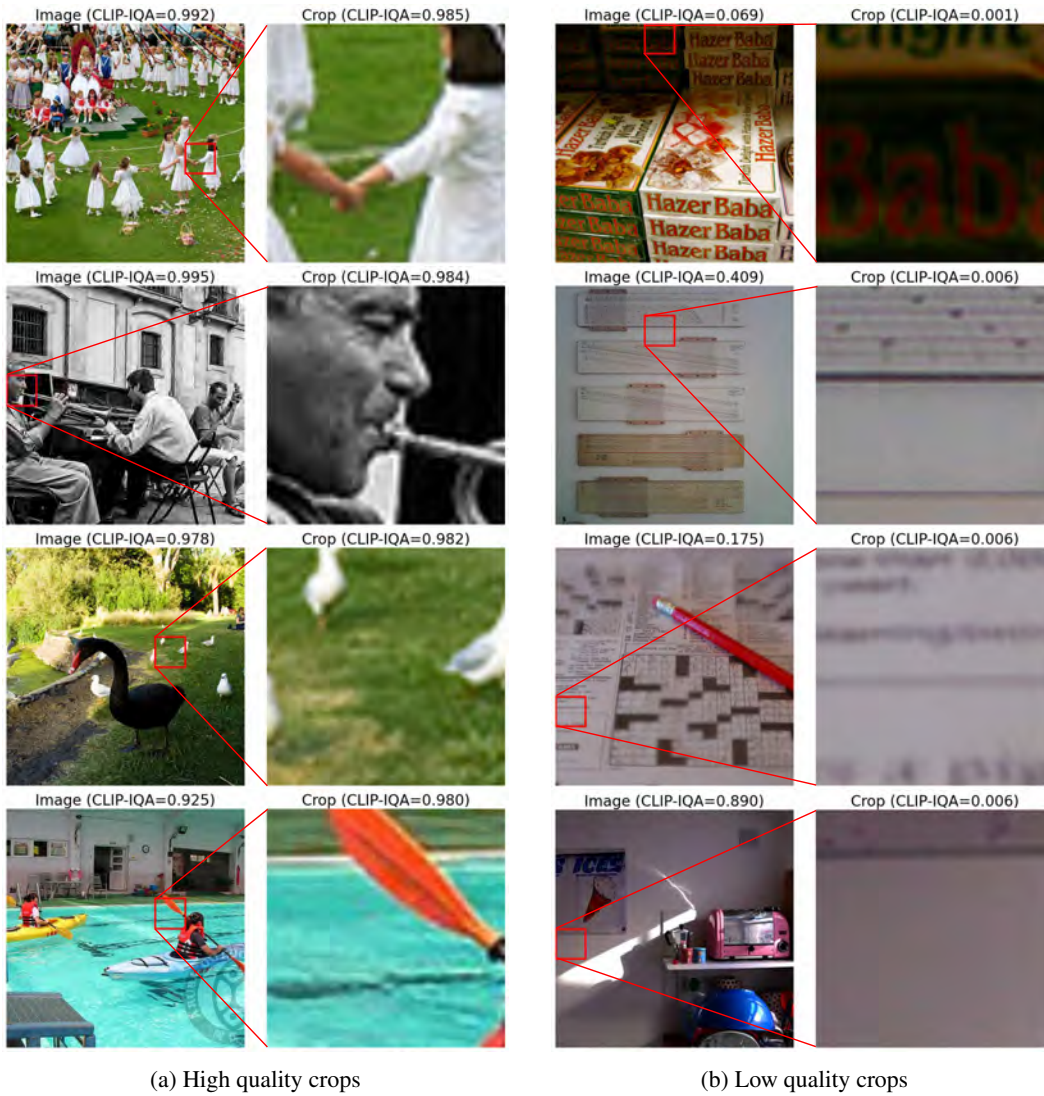 Image (CLIP-IQA=0.992) Crop (CLIP-IQA=0.985) Image (CLIP-IQA=0.069) Crop (CLIP-IQA=0.001)
Hazer Baba
Hazer Baba
Hazer Baba
Hazer Baba
Hazer Baba
Hazer Baba
Hazer Baba
Hazer Baba
elight
Baba
Image (CLIP-IQA=0.995) Crop (CLIP-IQA=0.984) Image (CLIP-IQA=0.409) Crop (CLIP-IQA=0.006)
Image (CLIP-IQA=0.978) Crop (CLIP-IQA=0.982) Image (CLIP-IQA=0.175) Crop (CLIP-IQA=0.006)
Image (CLIP-IQA=0.925) Crop (CLIP-IQA=0.980) Image (CLIP-IQA=0.890) Crop (CLIP-IQA=0.006)
S ICES
(a) High quality crops (b) Low quality crops